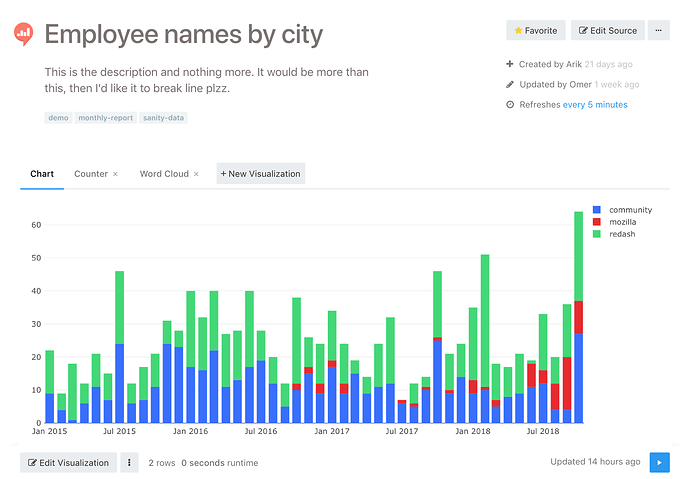 Employee names by city
Favorite
Edit Source
This is the description and nothing more. It would be more than
this, then I'd like it to break line plzz.
Created by Arik 21 days ago
Updated by Omer 1 week ago
Refreshes every 5 minutes
demo monthly-report sanity-data
Chart Counter × Word Cloud × + New Visualization
community
mozilla
redash
60
50
40
30
20
10
0
Jan 2015 Jul 2015 Jan 2016 Jul 2016 Jan 2017 Jul 2017 Jan 2018 Jul 2018
Edit Visualization 2 rows 0 seconds runtime Updated 14 hours ago